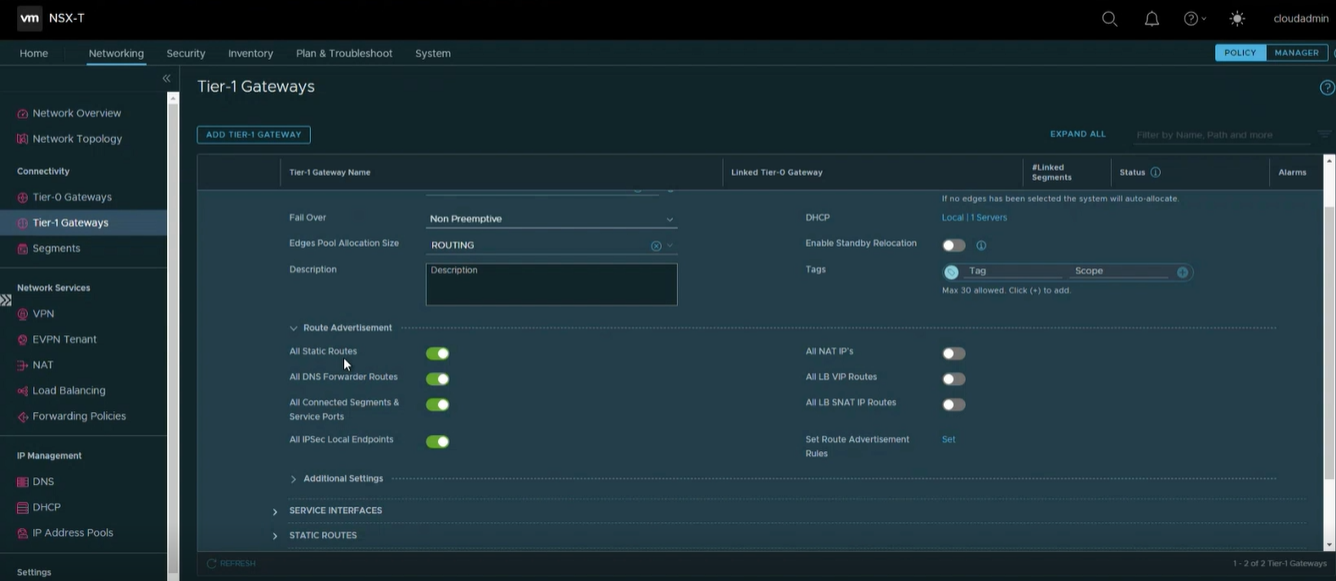 vm NSX-T
cloudadmin
Home Networking Security Inventory Plan & Troubleshoot System
POLICY MANAGER
Network Overview
Network Topology
Connectivity
Tier-0 Gateways
Tier-1 Gateways
Segments
Network Services
VPN
EVPN Tenant
NAT
Load Balancing
Forwarding Policies
IP Management
DNS
DHCP
IP Address Pools
Settings
Tier-1 Gateways
ADD TIER-1 GATEWAY
EXPAND ALL
Filter by Name, Path and more
Tier-1 Gateway Name
Linked Tier-0 Gateway
#Linked
Segments
Status
Alarms
If no edges has been selected the system will auto-allocate.
Fail Over Non Preemptive
DHCP Local | 1 Servers
Edges Pool Allocation Size ROUTING
Enable Standby Relocation
Description Description
Tags Tag Scope
Max 30 allowed. Click (+) to add.
Route Advertisement
All Static Routes
All NAT IP's
All DNS Forwarder Routes
All LB VIP Routes
All Connected Segments &
Service Ports
All LB SNAT IP Routes
All IPSec Local Endpoints
Set Route Advertisement
Rules
Set
Additional Settings
SERVICE INTERFACES
STATIC ROUTES
REFRESH
1 - 2 of 2 Tier-1 Gateways